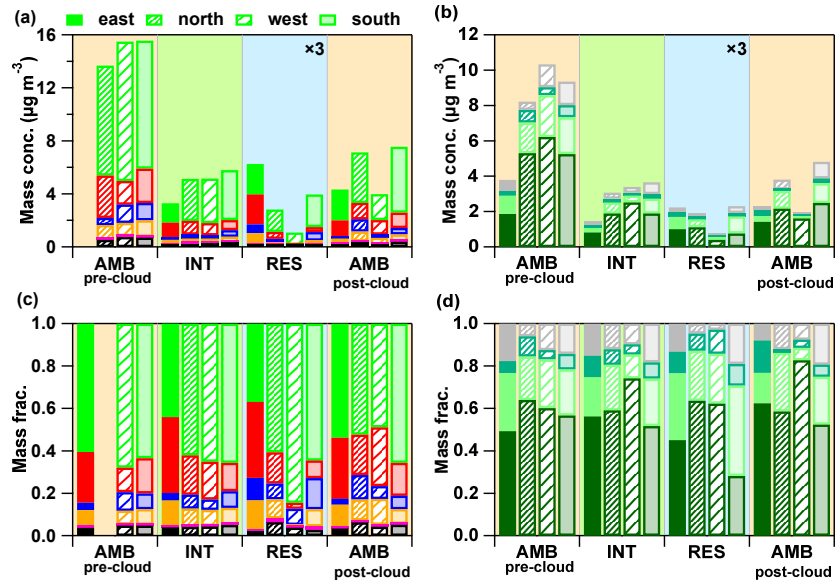 (a) east north west south
Mass conc. (µg m⁻³)
16
12
8
4
0
×3
AMB INT RES AMB
pre-cloud post-cloud
(b)
Mass conc. (µg m⁻³)
12
10
8
6
4
2
0
×3
AMB INT RES AMB
pre-cloud post-cloud
(c)
Mass frac.
1.0
0.8
0.6
0.4
0.2
0.0
AMB INT RES AMB
pre-cloud post-cloud
(d)
Mass frac.
1.0
0.8
0.6
0.4
0.2
0.0
AMB INT RES AMB
pre-cloud post-cloud